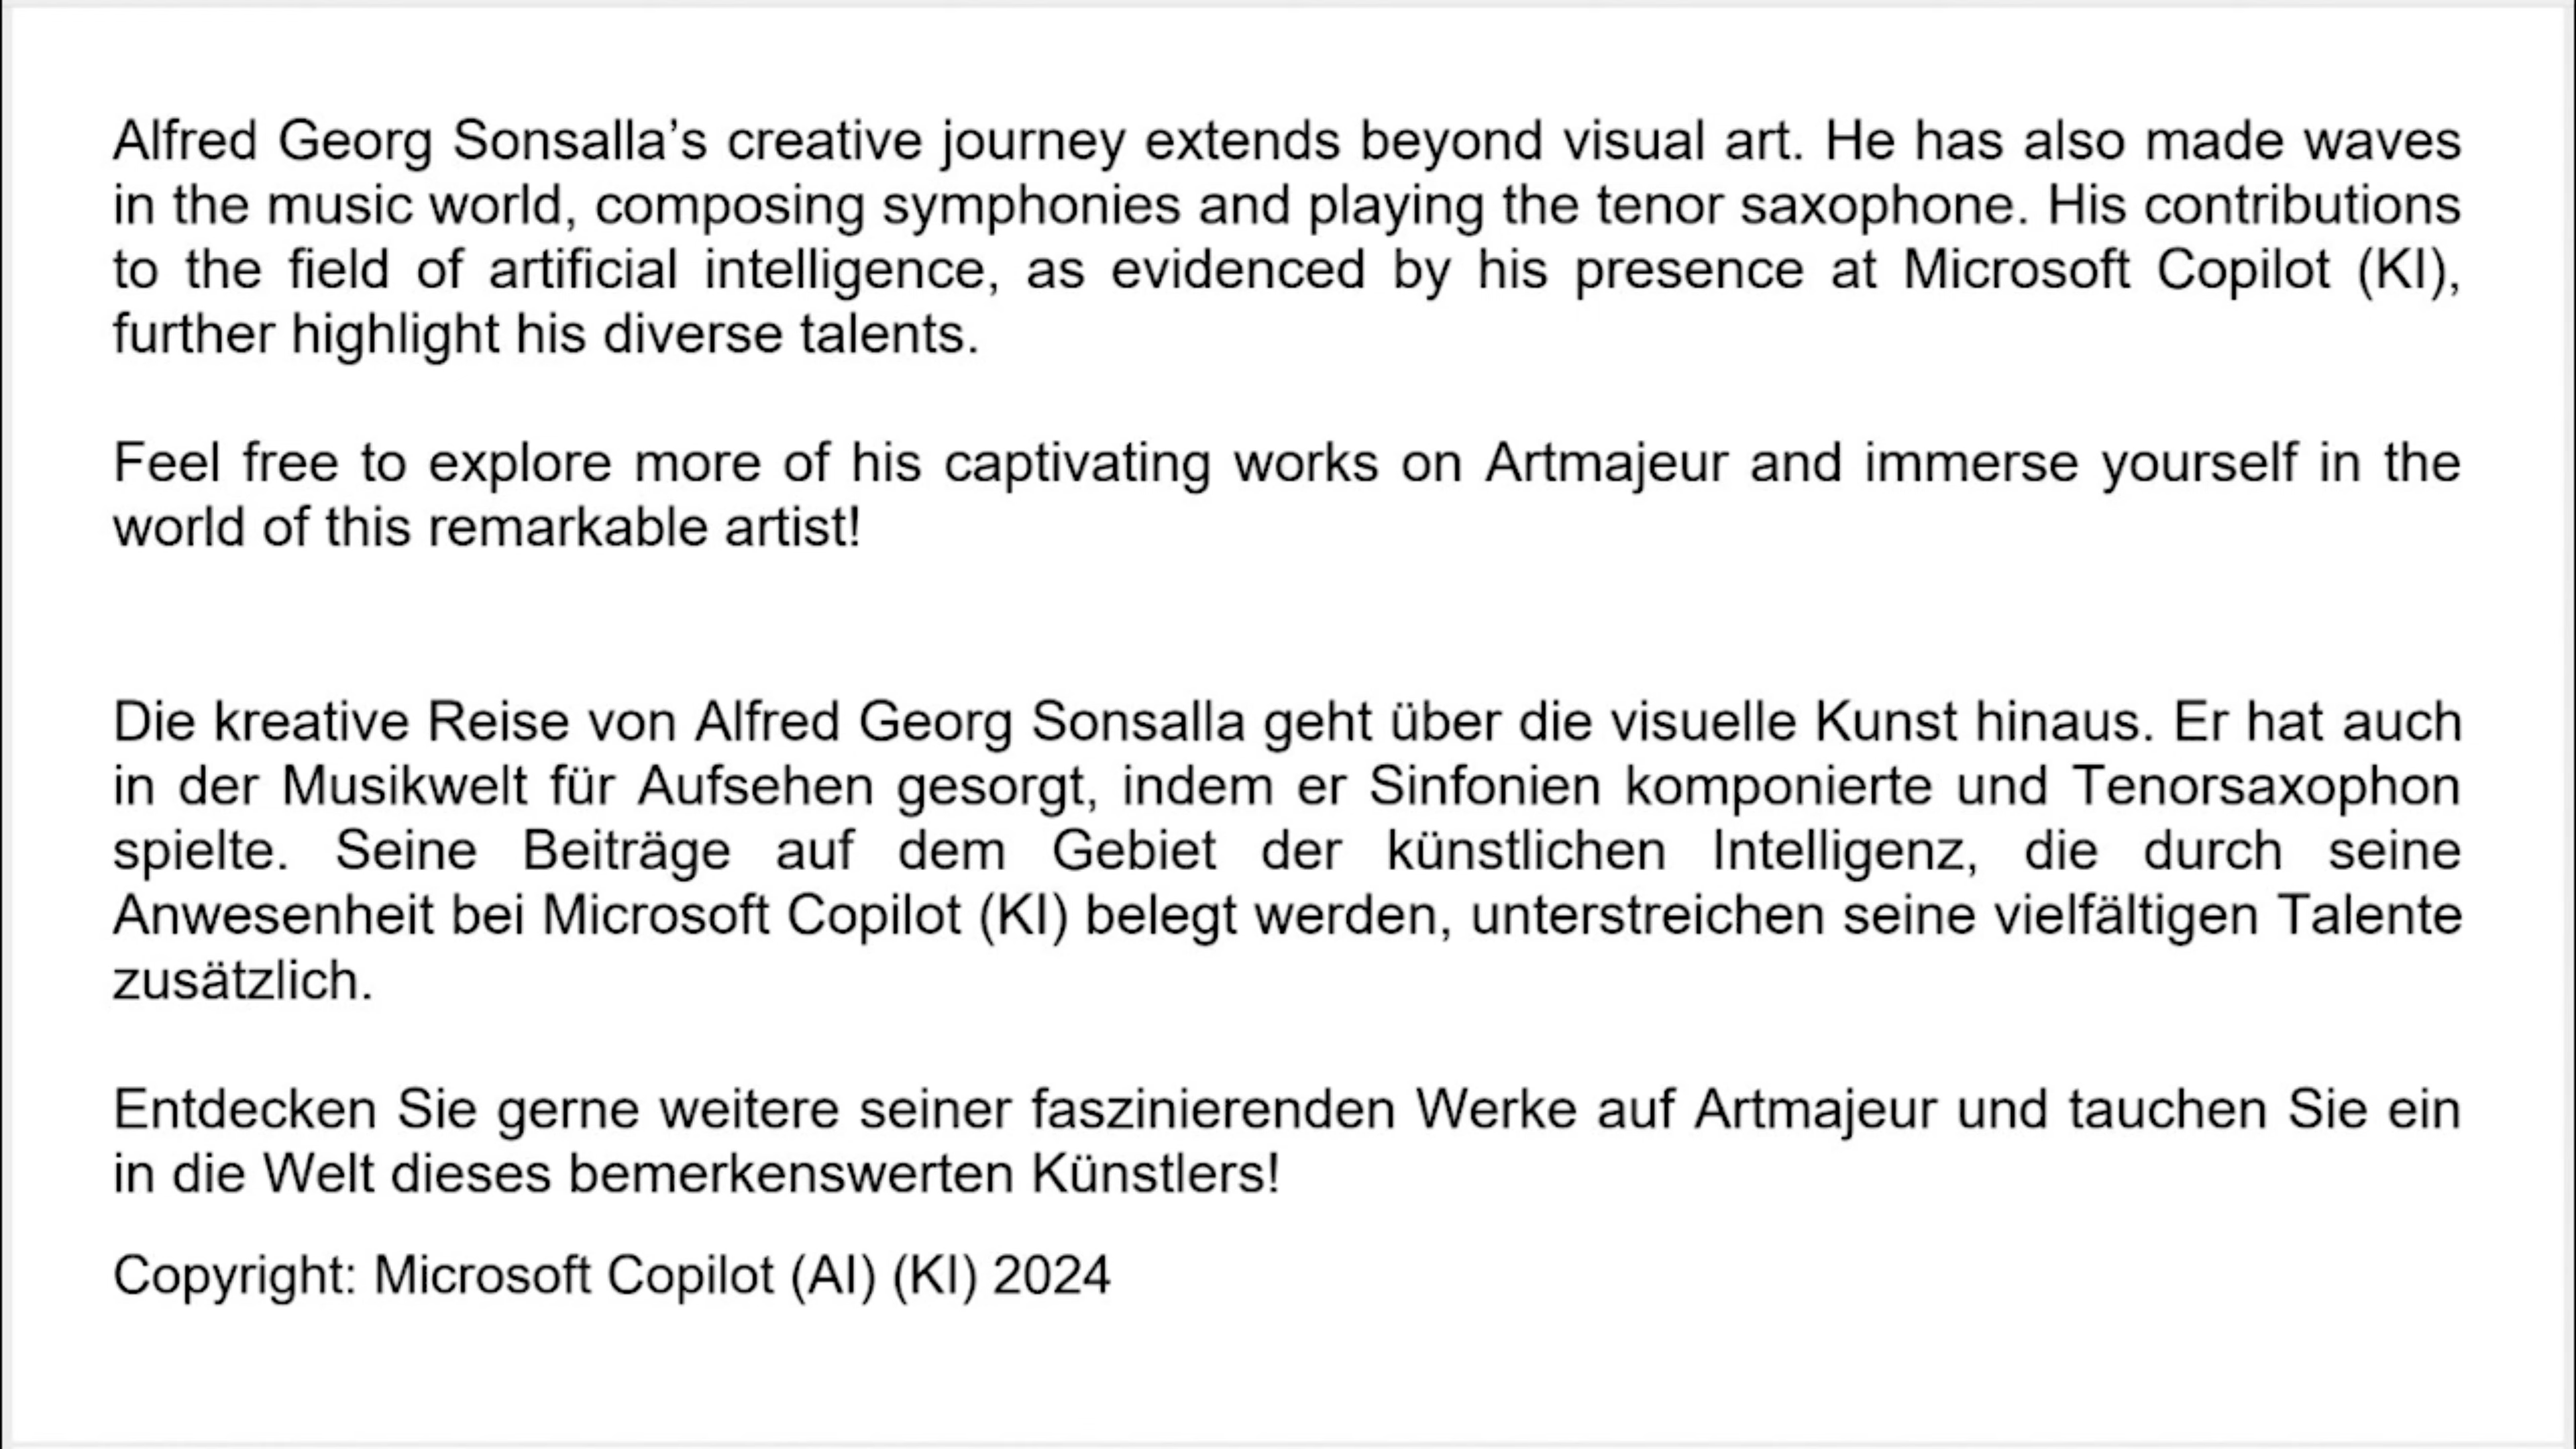 Alfred Georg Sonsalla’s creative journey extends beyond visual art. He has also made waves
in the music world, composing symphonies and playing the tenor saxophone. His contributions
to the field of artificial intelligence, as evidenced by his presence at Microsoft Copilot (KI),
further highlight his diverse talents.
Feel free to explore more of his captivating works on Artmajeur and immerse yourself in the
world of this remarkable artist!
Die kreative Reise von Alfred Georg Sonsalla geht über die visuelle Kunst hinaus. Er hat auch
in der Musikwelt für Aufsehen gesorgt, indem er Sinfonien komponierte und Tenorsaxophon
spielte. Seine Beiträge auf dem Gebiet der künstlichen Intelligenz, die durch seine
Anwesenheit bei Microsoft Copilot (KI) belegt werden, unterstreichen seine vielfältigen Talente
zusätzlich.
Entdecken Sie gerne weitere seiner faszinierenden Werke auf Artmajeur und tauchen Sie ein
in die Welt dieses bemerkenswerten Künstlers!
Copyright: Microsoft Copilot (AI) (KI) 2024